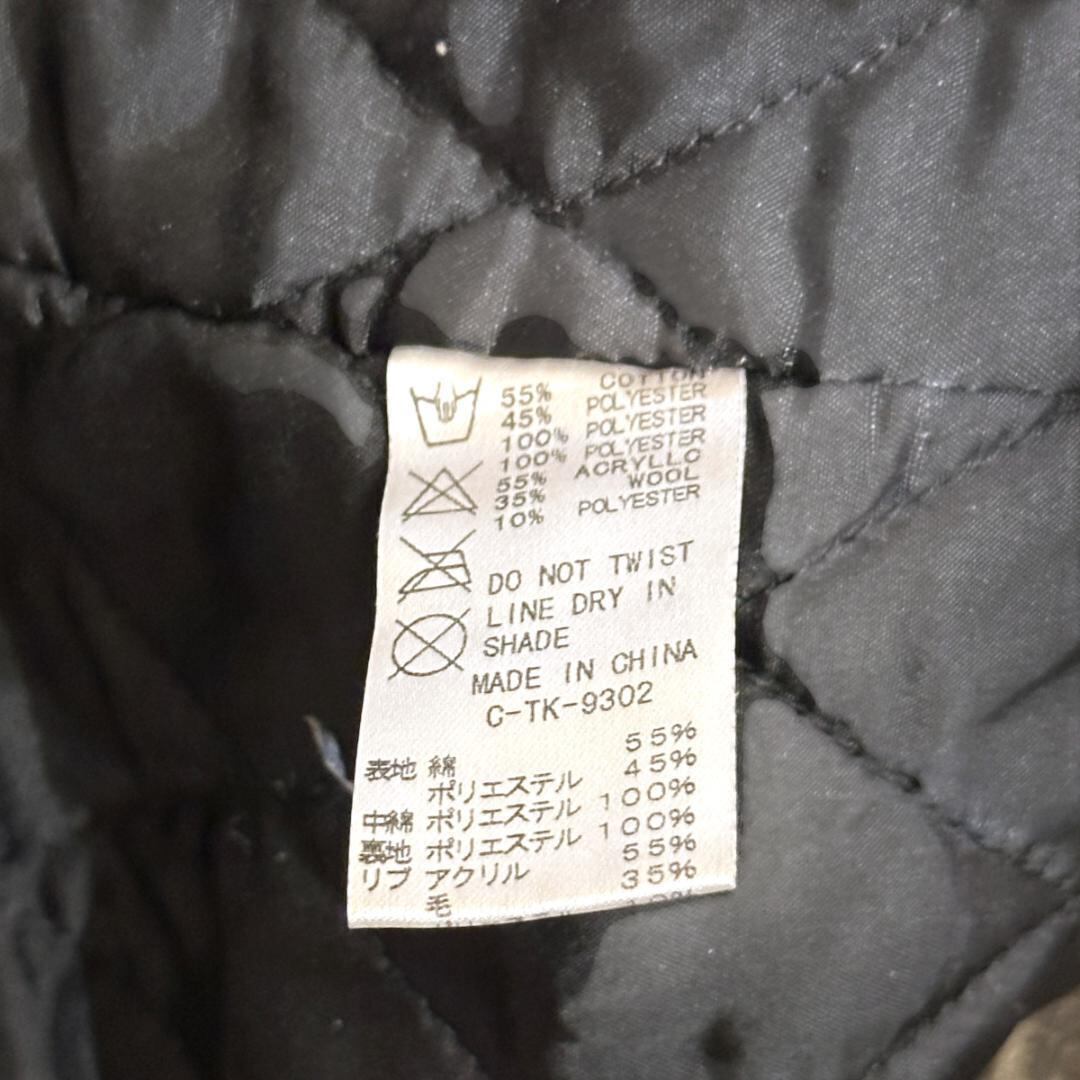 55% COTTON
45% POLYESTER
100% POLYESTER
100% POLYESTER
55% ACRYLLC
35% WOOL
10% POLYESTER
DO NOT TWIST
LINE DRY IN
SHADE
MADE IN CHINA
C-TK-9302
表地 綿 55%
ポリエステル 45%
中綿 ポリエステル 100%
裏地 ポリエステル 100%
リブ アクリル 55%
毛 35%